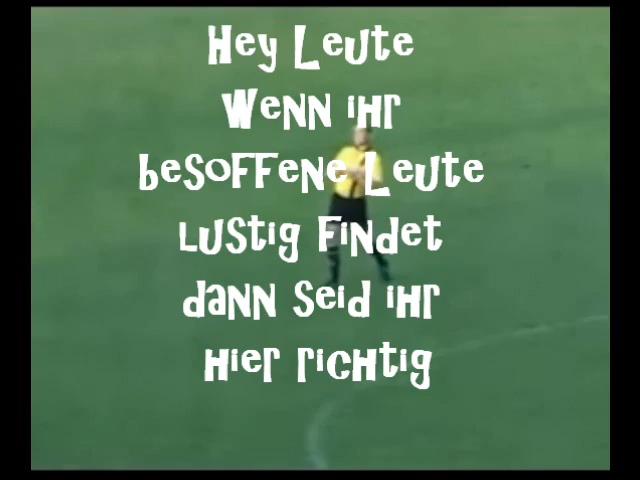 Hey Leute
Wenn ihr
besoffene Leute
Lustig findet
dann seid ihr
hier richtig